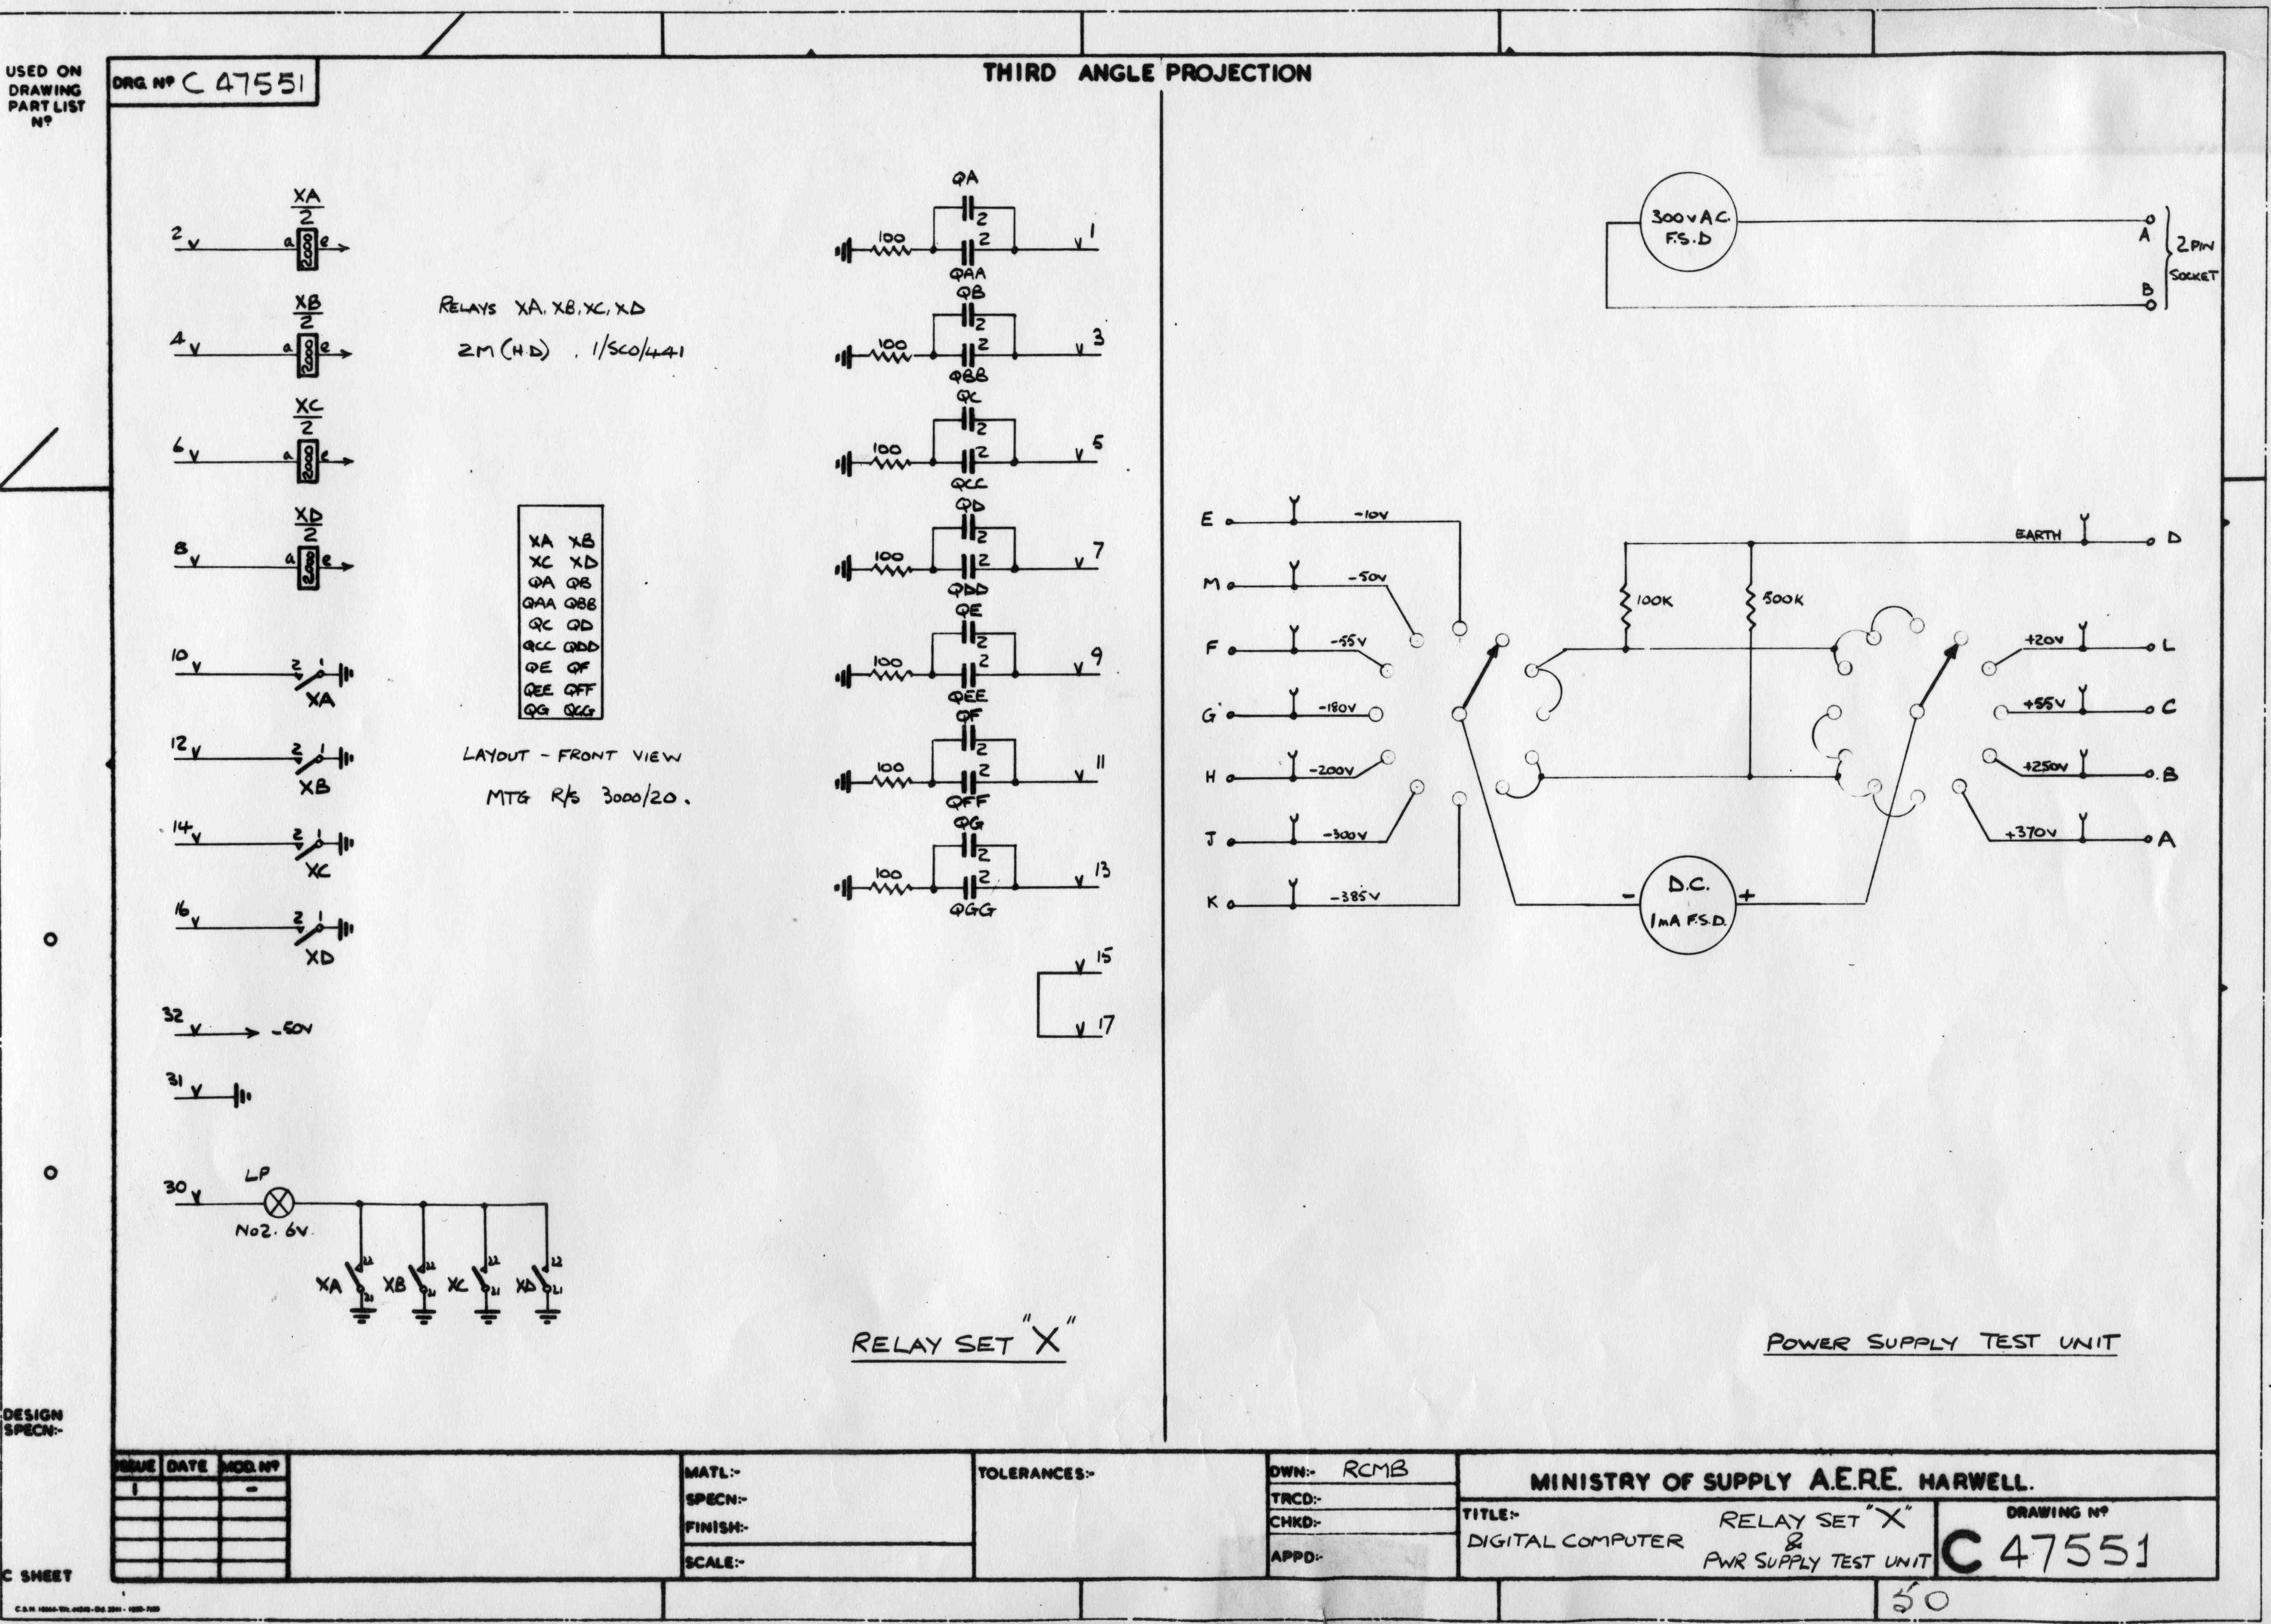 THIRD ANGLE PROJECTION
USED ON
DRAWING
PART LIST
Nº
DRG. Nº C 47551
XA
2
2 V a 2000 e
XB
2
4 V a 2000 e
XC
2
6 V a 2000 e
XD
2
8 V a 2000 e
10 V 2 1
XA
12 V 2 1
XB
14 V 2 1
XC
16 V 2 1
XD
32 V -50V
31 V
30 V LP
No2. 6V.
XA 22 21
XB 22 21
XC 22 21
XD 22 21
RELAYS XA, XB, XC, XD
2M (H.D) . 1/SCO/441
XA XB
XC XD
QA QB
QAA QBB
QC QD
QCC QDD
QE QF
QEE QFF
QG QGG
LAYOUT - FRONT VIEW
MTG R/S 3000/20.
QA
2
100 2 V 1
QAA
QB
2
100 2 V 3
QBB
QC
2
100 2 V 5
QCC
QD
2
100 2 V 7
QDD
QE
2
100 2 V 9
QEE
QF
2
100 2 V 11
QFF
QG
2
100 2 V 13
QGG
V 15
V 17
RELAY SET "X"
300V A.C.
F.S.D
A
B
2 PIN
SOCKET
E -10V
M -50V
F -55V
G -180V
H -200V
J -300V
K -385V
100K
500K
EARTH D
+20V L
+55V C
+250V B
+370V A
- D.C. +
1mA F.S.D.
POWER SUPPLY TEST UNIT
DESIGN
SPECN:-
C SHEET
ISSUE DATE MOD. Nº
1 -
MATL:-
SPECN:-
FINISH:-
SCALE:-
TOLERANCES:-
DWN:- RCMB
TRCD:-
CHKD:-
APPD:-
MINISTRY OF SUPPLY A.E.R.E. HARWELL.
TITLE:-
DIGITAL COMPUTER
RELAY SET "X"
&
PWR SUPPLY TEST UNIT
DRAWING Nº
C 47551
50